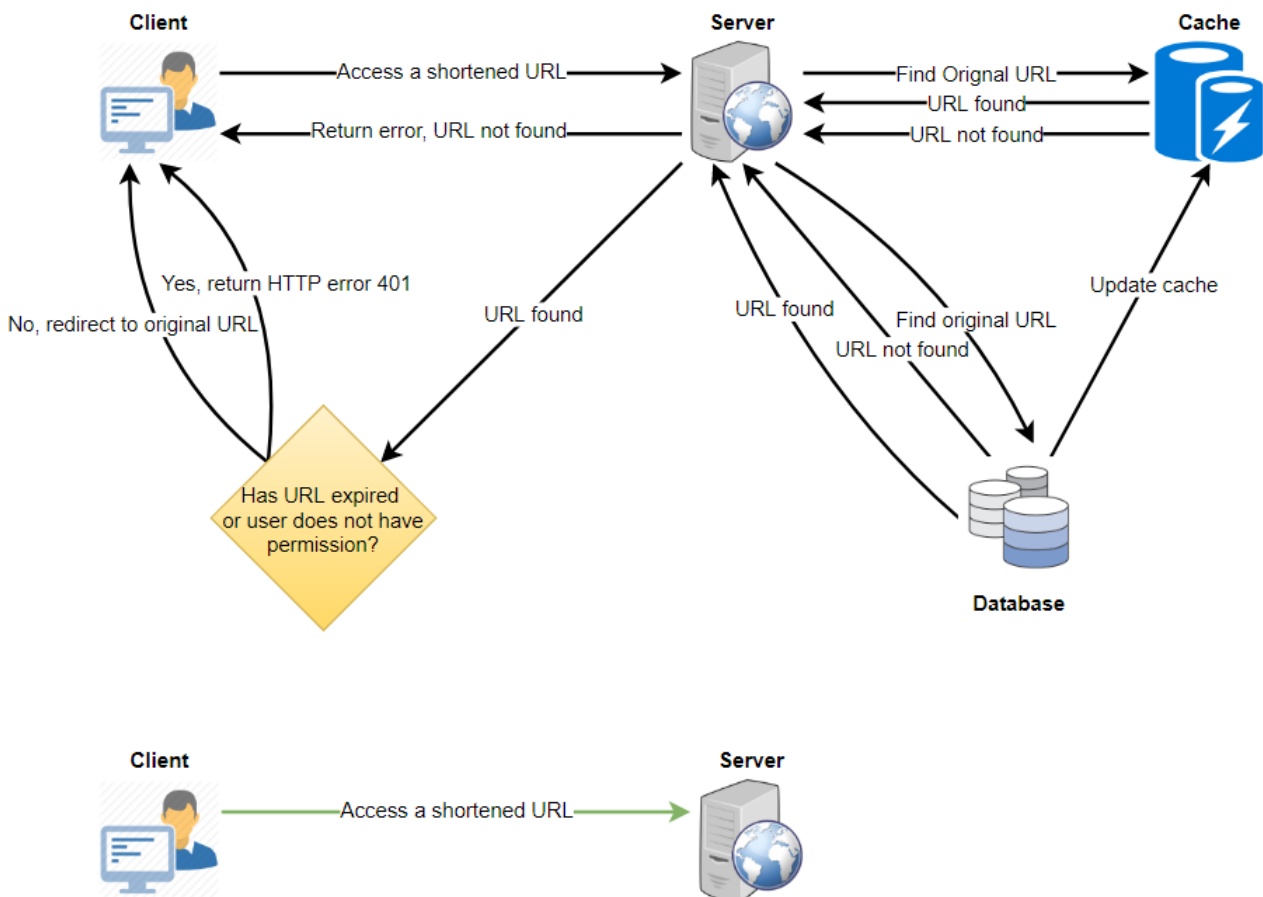 Client
Server
Cache
Access a shortened URL
Find Orignal URL
URL found
Return error, URL not found
URL not found
Yes, return HTTP error 401
No, redirect to original URL
URL found
URL found
Find original URL
URL not found
Update cache
Has URL expired
or user does not have
permission?
Database
Client
Server
Access a shortened URL